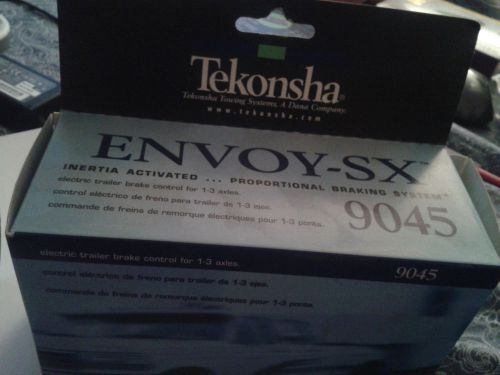 Tekonsha®
Tekonsha Towing Systems, A Dana Company.
www.tekonsha.com
ENVOY-SX™
INERTIA ACTIVATED ... PROPORTIONAL BRAKING SYSTEM™
electric trailer brake control for 1-3 axles.
control eléctrico de freno para trailer de 1-3 ejes.
commande de freins de remorque électriques pour 1-3 ponts.
9045
electric trailer brake control for 1-3 axles.
9045
control eléctrico de freno para trailer de 1-3 ejes.
commande de freins de remorque électriques pour 1-3 ponts.